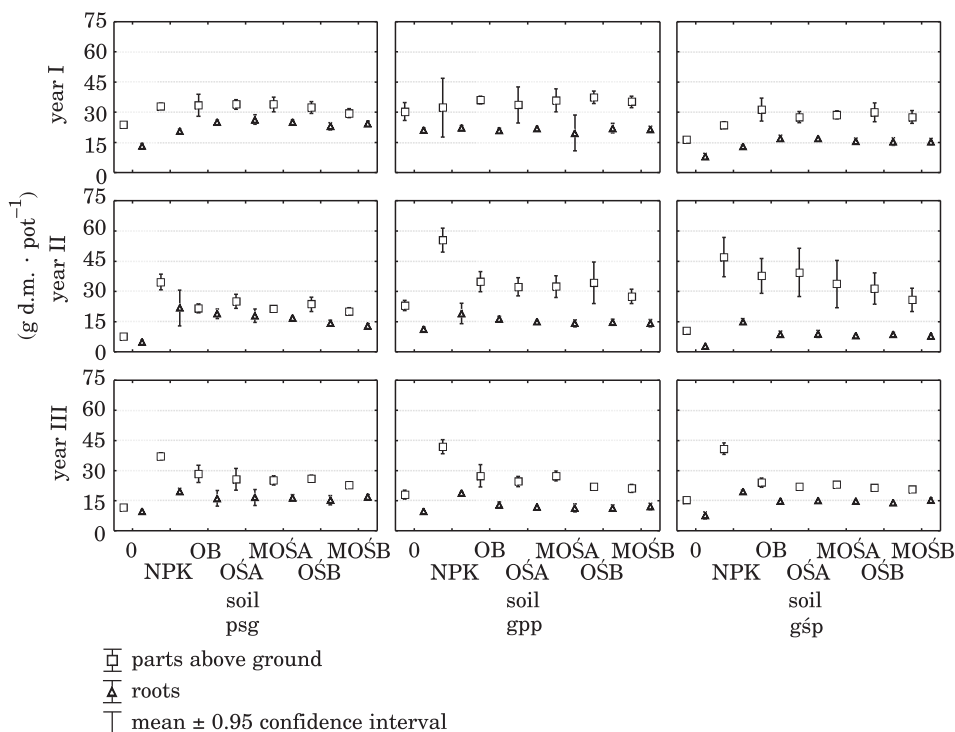 75
60
45
30
15
0
year I
75
60
45
30
15
0
year II
(g d.m. · pot⁻¹)
75
60
45
30
15
0
year III
0 OB MOŚA MOŚB 0 OB MOŚA MOŚB 0 OB MOŚA MOŚB
NPK OŚA OŚB NPK OŚA OŚB NPK OŚA OŚB
soil soil soil
psg gpp gśp
parts above ground
roots
mean ± 0.95 confidence interval